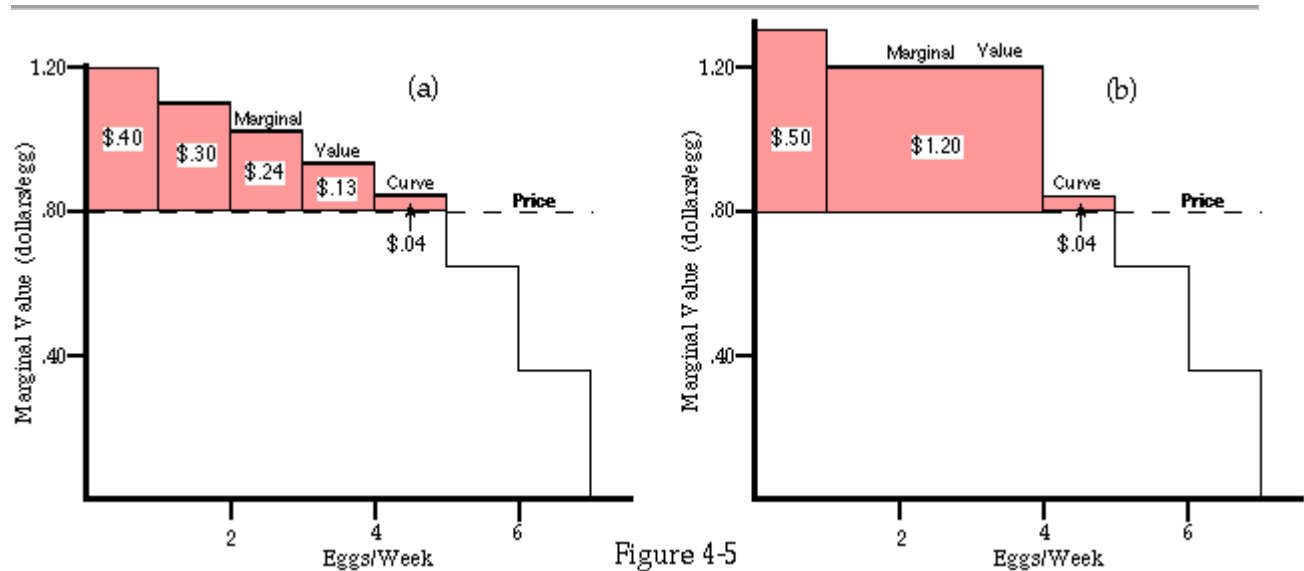 Marginal Value (dollars/egg)
1.20
.80
.40
(a)
$.40
$.30
Marginal
$.24
Value
$.13
Curve
$.04
Price
2
4
6
Eggs/Week
Marginal Value (dollars/egg)
1.20
.80
.40
(b)
$.50
Marginal Value
$1.20
Curve
$.04
Price
2
4
6
Eggs/Week
Figure 4-5